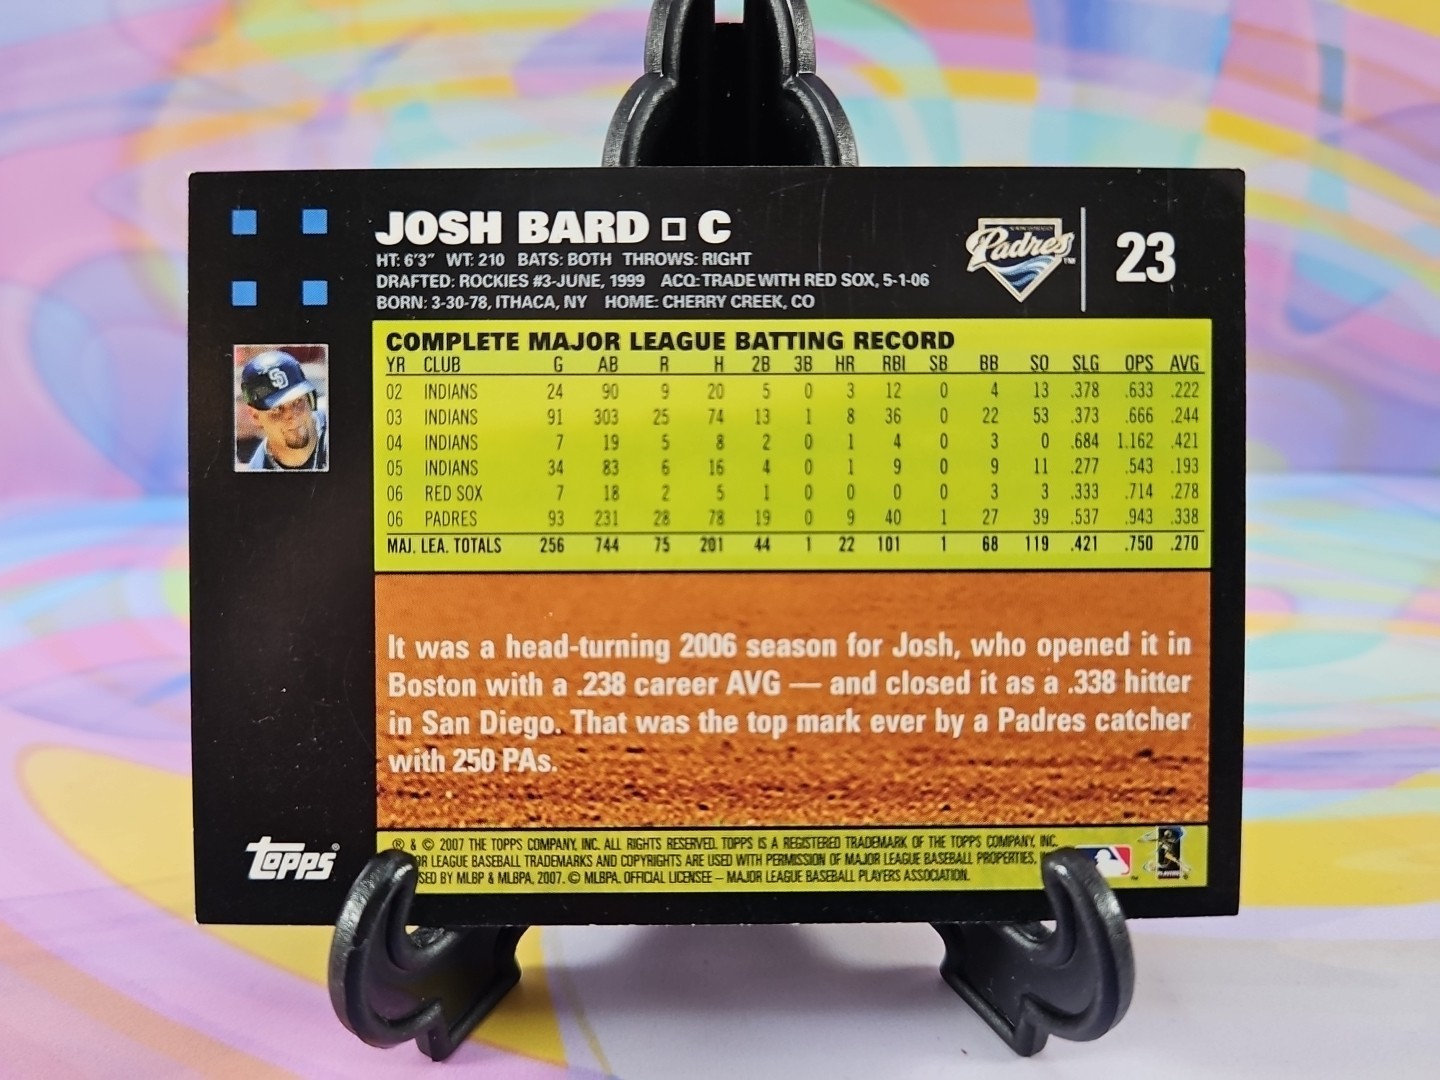 JOSH BARD □ C
HT: 6'3" WT: 210 BATS: BOTH THROWS: RIGHT
DRAFTED: ROCKIES #3-JUNE, 1999 ACQ: TRADE WITH RED SOX, 5-1-06
BORN: 3-30-78, ITHACA, NY HOME: CHERRY CREEK, CO
Padres TM
23
COMPLETE MAJOR LEAGUE BATTING RECORD
YR CLUB G AB R H 2B 3B HR RBI SB BB SO SLG OPS AVG
02 INDIANS 24 90 9 20 5 0 3 12 0 4 13 .378 .633 .222
03 INDIANS 91 303 25 74 13 1 8 36 0 22 53 .373 .666 .244
04 INDIANS 7 19 5 8 2 0 1 4 0 3 0 .684 1.162 .421
05 INDIANS 34 83 6 16 4 0 1 9 0 9 11 .277 .543 .193
06 RED SOX 7 18 2 5 1 0 0 0 0 3 3 .333 .714 .278
06 PADRES 93 231 28 78 19 0 9 40 1 27 39 .537 .943 .338
MAJ. LEA. TOTALS 256 744 75 201 44 1 22 101 1 68 119 .421 .750 .270
It was a head-turning 2006 season for Josh, who opened it in
Boston with a .238 career AVG — and closed it as a .338 hitter
in San Diego. That was the top mark ever by a Padres catcher
with 250 PAs.
Topps®
® & © 2007 THE TOPPS COMPANY, INC. ALL RIGHTS RESERVED. TOPPS IS A REGISTERED TRADEMARK OF THE TOPPS COMPANY, INC.
LEAGUE BASEBALL TRADEMARKS AND COPYRIGHTS ARE USED WITH PERMISSION OF MAJOR LEAGUE BASEBALL PROPERTIES,
BY MLBP & MLBPA, 2007. © MLBPA. OFFICIAL LICENSEE – MAJOR LEAGUE BASEBALL PLAYERS ASSOCIATION.